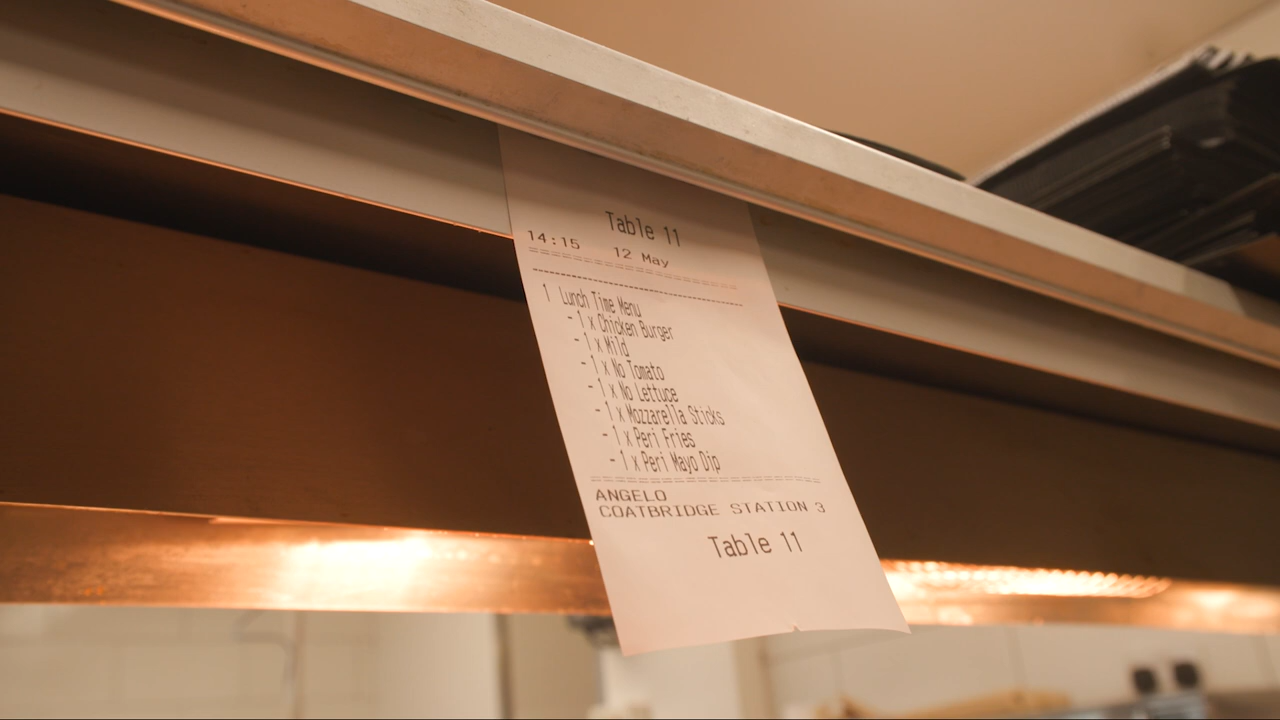 Table 11
14:15 12 May
1 Lunch Time Menu
- 1 x Chicken Burger
- 1 x Mild
- 1 x No Tomato
- 1 x No Lettuce
- 1 x Mozzarella Sticks
- 1 x Peri Fries
- 1 x Peri Mayo Dip
ANGELO
COATBRIDGE STATION 3
Table 11